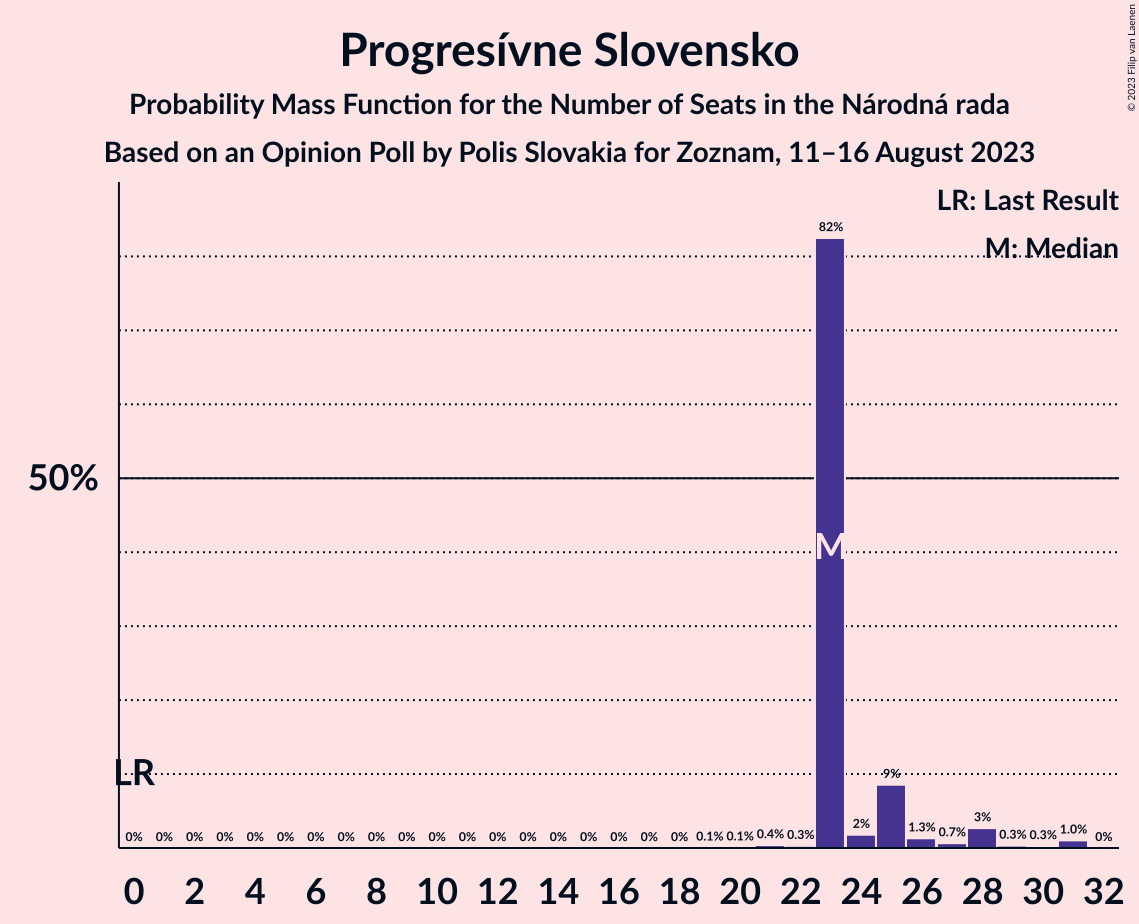 Progresívne Slovensko
Probability Mass Function for the Number of Seats in the Národná rada
Based on an Opinion Poll by Polis Slovakia for Zoznam, 11–16 August 2023
© 2023 Filip van Laenen
LR: Last Result
M: Median
82%
50%
M
LR
9%
0% 0% 0% 0% 0% 0% 0% 0% 0% 0% 0% 0% 0% 0% 0% 0% 0% 0% 0% 0.1% 0.1% 0.4% 0.3% 2% 1.3% 0.7% 3% 0.3% 0.3% 1.0% 0%
0 2 4 6 8 10 12 14 16 18 20 22 24 26 28 30 32